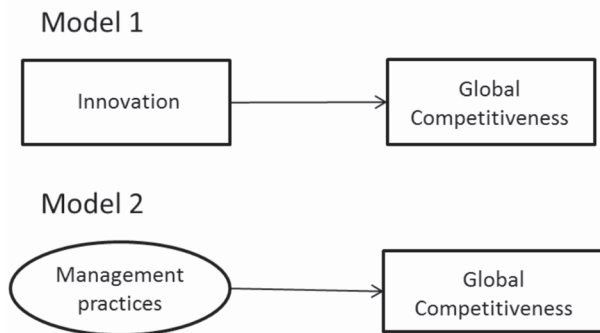 Model 1
Innovation
Global
Competitiveness
Model 2
Management
practices
Global
Competitiveness